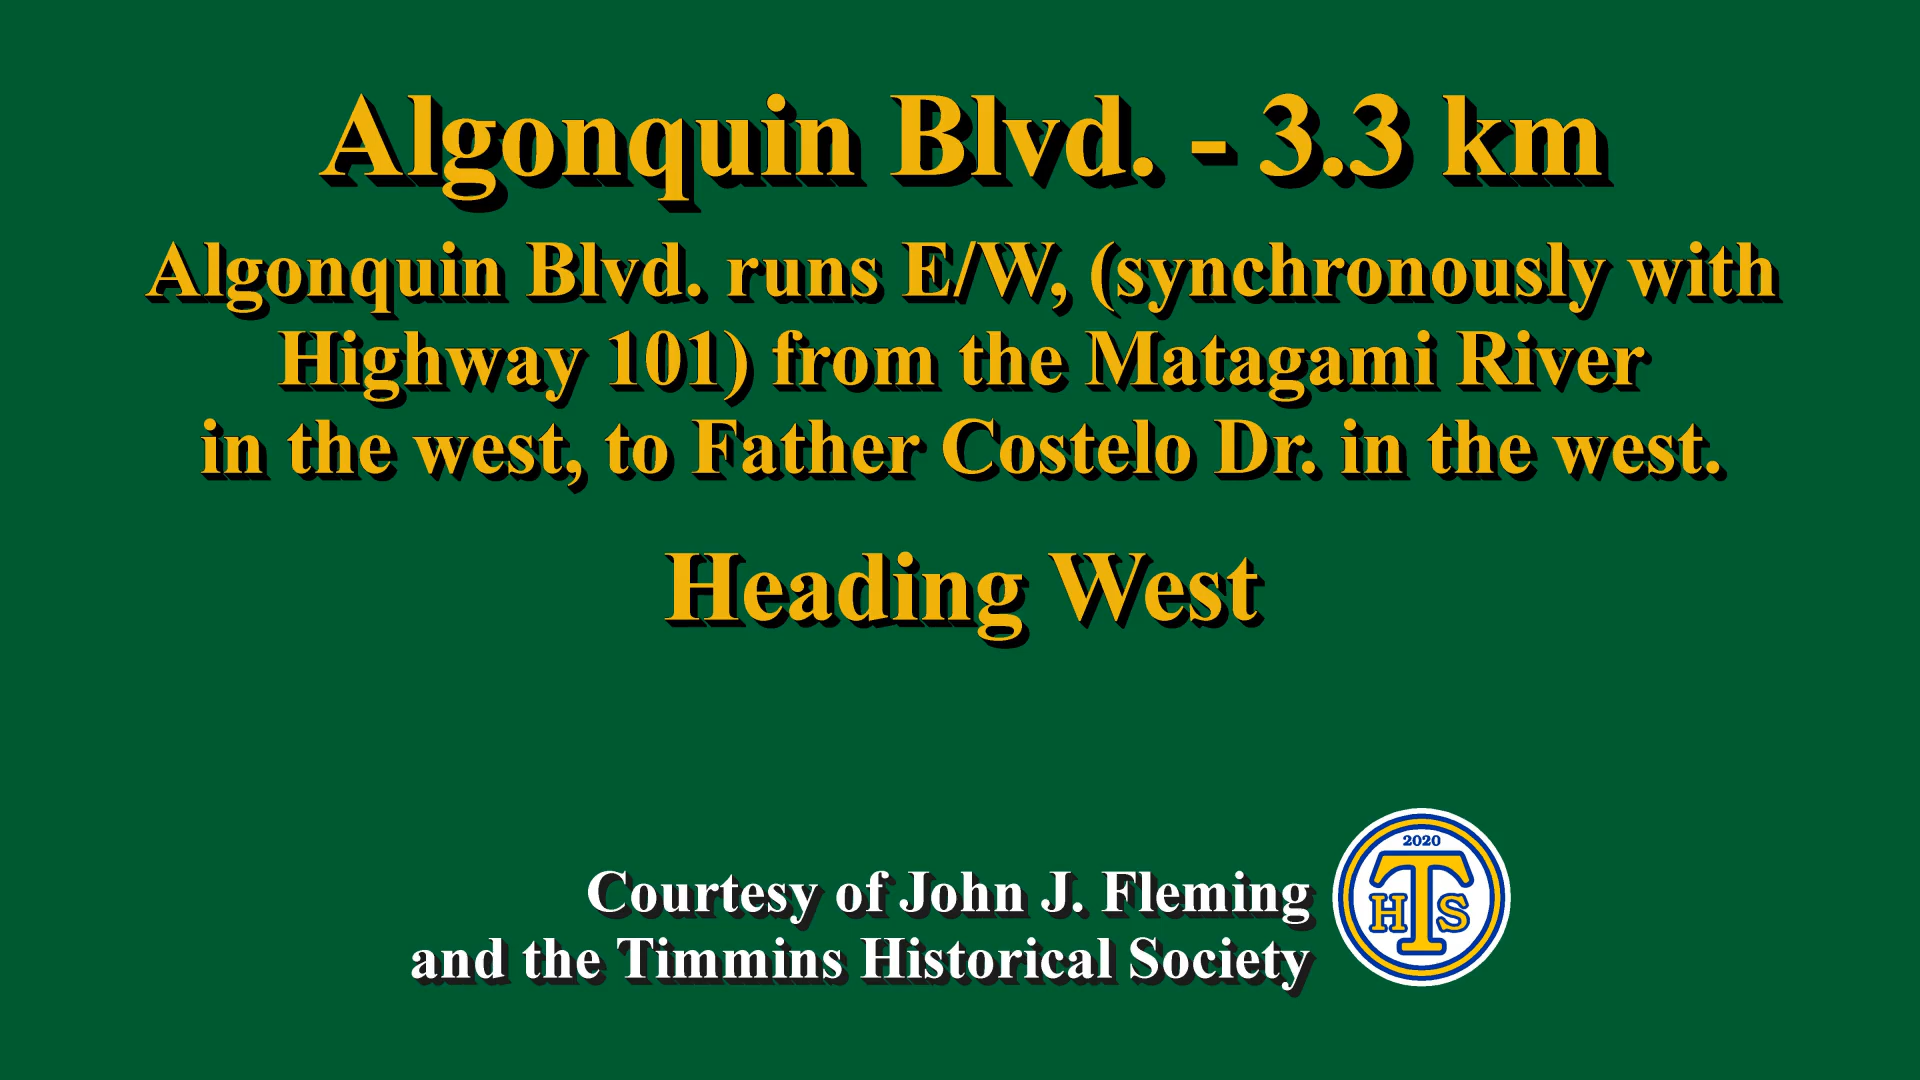 Algonquin Blvd. - 3.3 km
Algonquin Blvd. runs E/W, (synchronously with
Highway 101) from the Matagami River
in the west, to Father Costelo Dr. in the west.
Heading West
Courtesy of John J. Fleming
and the Timmins Historical Society
2020
THS